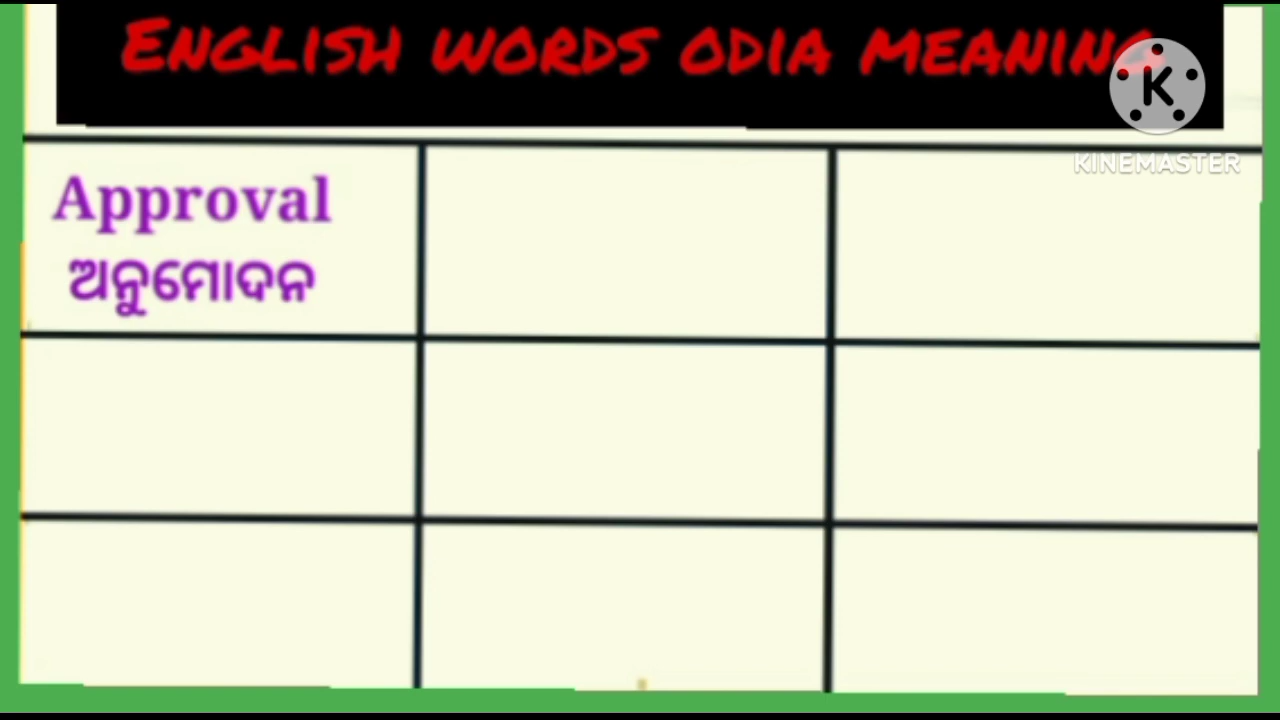 ENGLISH WORDS ODIA MEANING
K
KINEMASTER
Approval
ଅନୁମୋଦନ